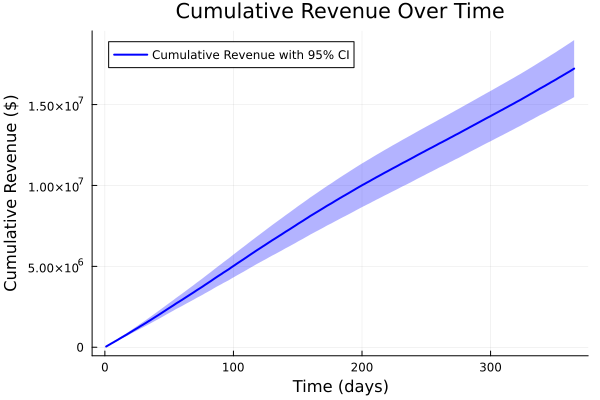 Cumulative Revenue Over Time
Cumulative Revenue with 95% CI
Cumulative Revenue ($)
1.50×10⁷
1.00×10⁷
5.00×10⁶
0
0 100 200 300
Time (days)